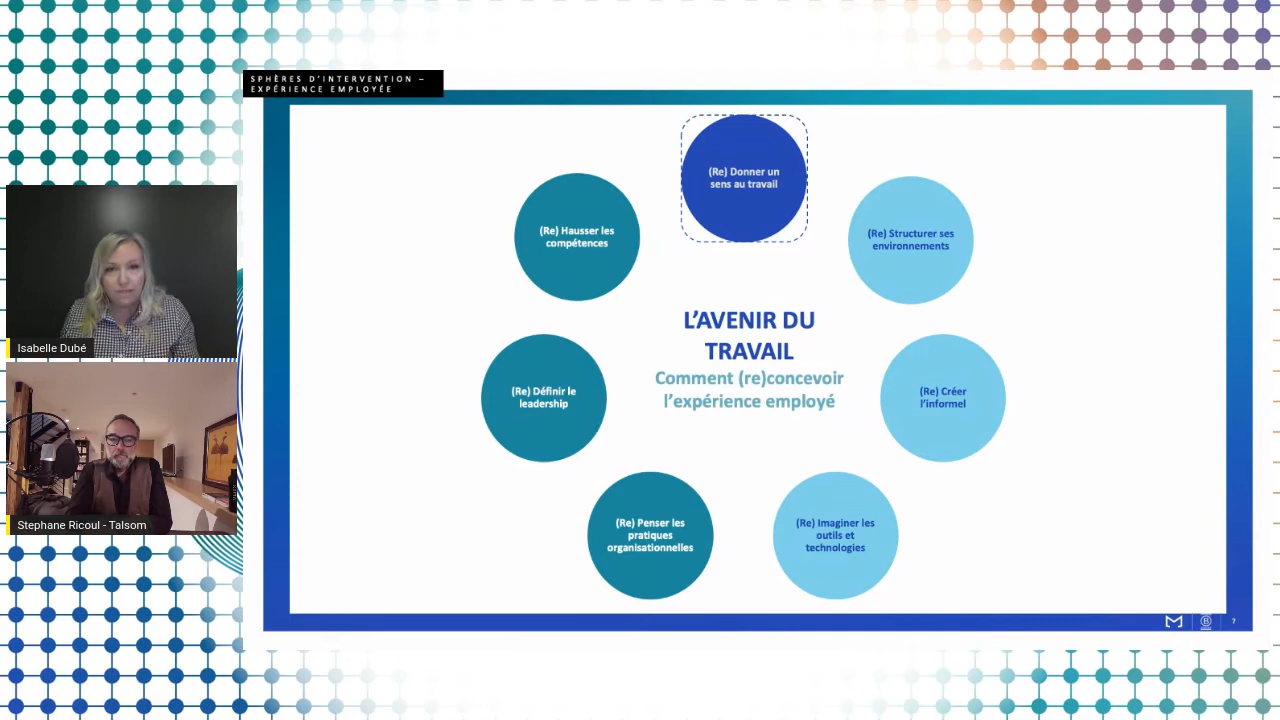 SPHÈRES D'INTERVENTION –
EXPÉRIENCE EMPLOYÉE
(Re) Donner un
sens au travail
(Re) Hausser les
compétences
(Re) Structurer ses
environnements
L'AVENIR DU
TRAVAIL
Comment (re)concevoir
l'expérience employé
(Re) Définir le
leadership
(Re) Créer
l'informel
(Re) Penser les
pratiques
organisationnelles
(Re) Imaginer les
outils et
technologies
7
Isabelle Dubé
Stephane Ricoul - Talsom